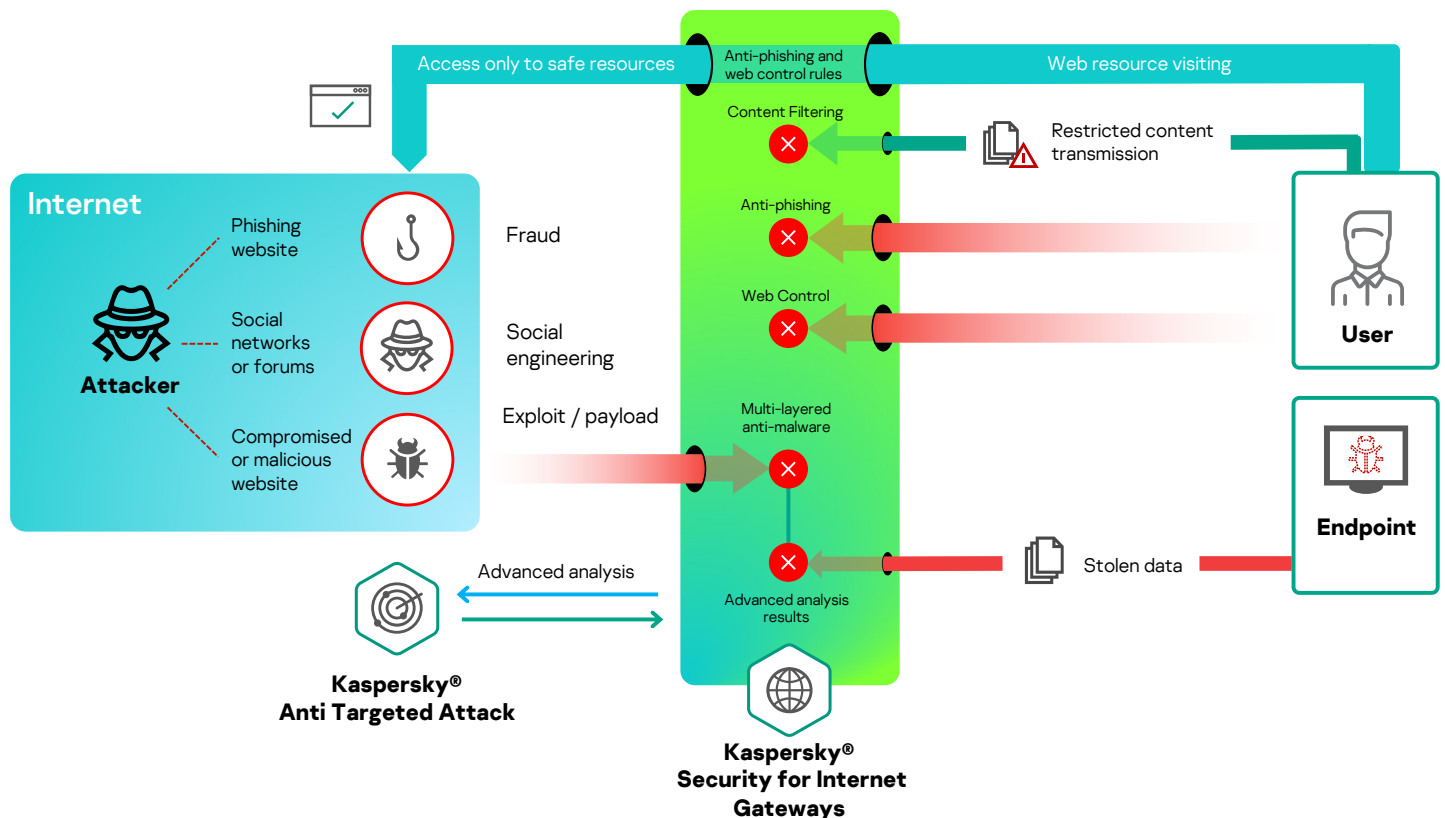 Access only to safe resources
Anti-phishing and
web control rules
Web resource visiting
Content Filtering
Restricted content
transmission
Internet
Phishing
website
Fraud
Anti-phishing
Social
networks
or forums
Social
engineering
Web Control
User
Attacker
Compromised
or malicious
website
Exploit / payload
Multi-layered
anti-malware
Endpoint
Stolen data
Advanced analysis
Advanced analysis
results
Kaspersky®
Anti Targeted Attack
Kaspersky®
Security for Internet
Gateways